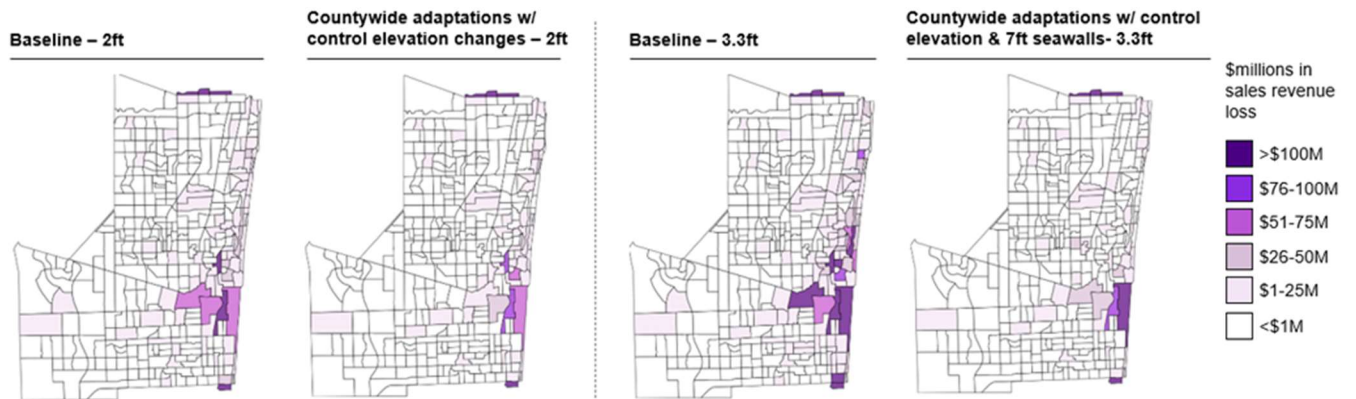 Baseline – 2ft
Countywide adaptations w/
control elevation changes – 2ft
Baseline – 3.3ft
Countywide adaptations w/ control
elevation & 7ft seawalls- 3.3ft
$millions in
sales revenue
loss
>$100M
$76-100M
$51-75M
$26-50M
$1-25M
<$1M